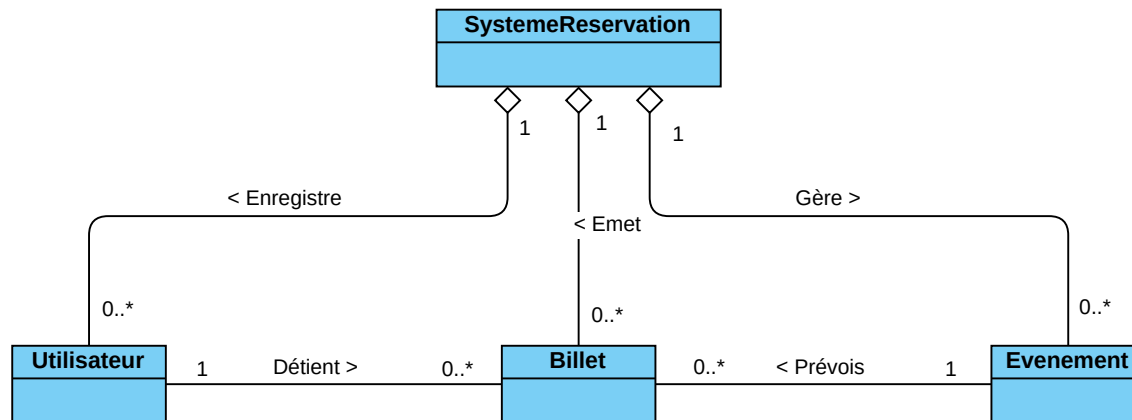 SystemeReservation
1
1
1
< Enregistre
Gère >
< Emet
0..*
0..*
0..*
Utilisateur
1
Détient >
0..*
Billet
0..*
< Prévois
1
Evenement